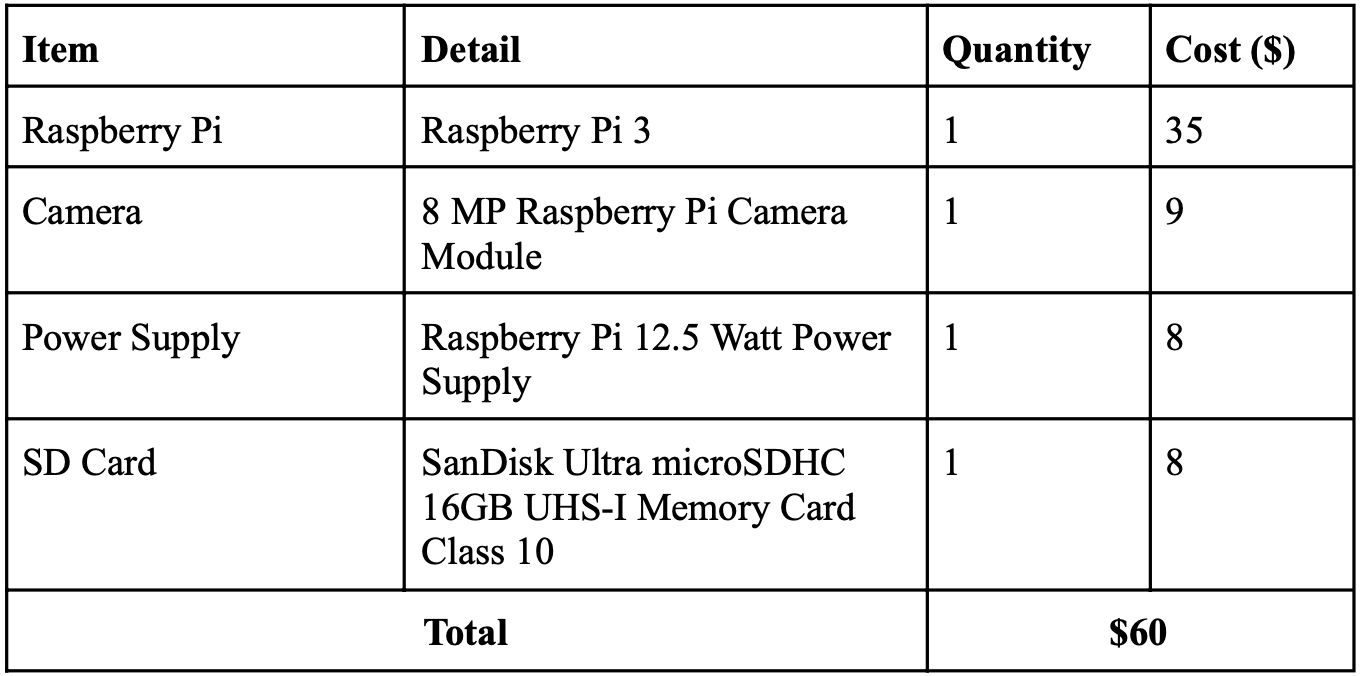 Item Detail Quantity Cost ($)
Raspberry Pi Raspberry Pi 3 1 35
Camera 8 MP Raspberry Pi Camera 1 9
Module
Power Supply Raspberry Pi 12.5 Watt Power 1 8
Supply
SD Card SanDisk Ultra microSDHC 1 8
16GB UHS-I Memory Card
Class 10
Total $60